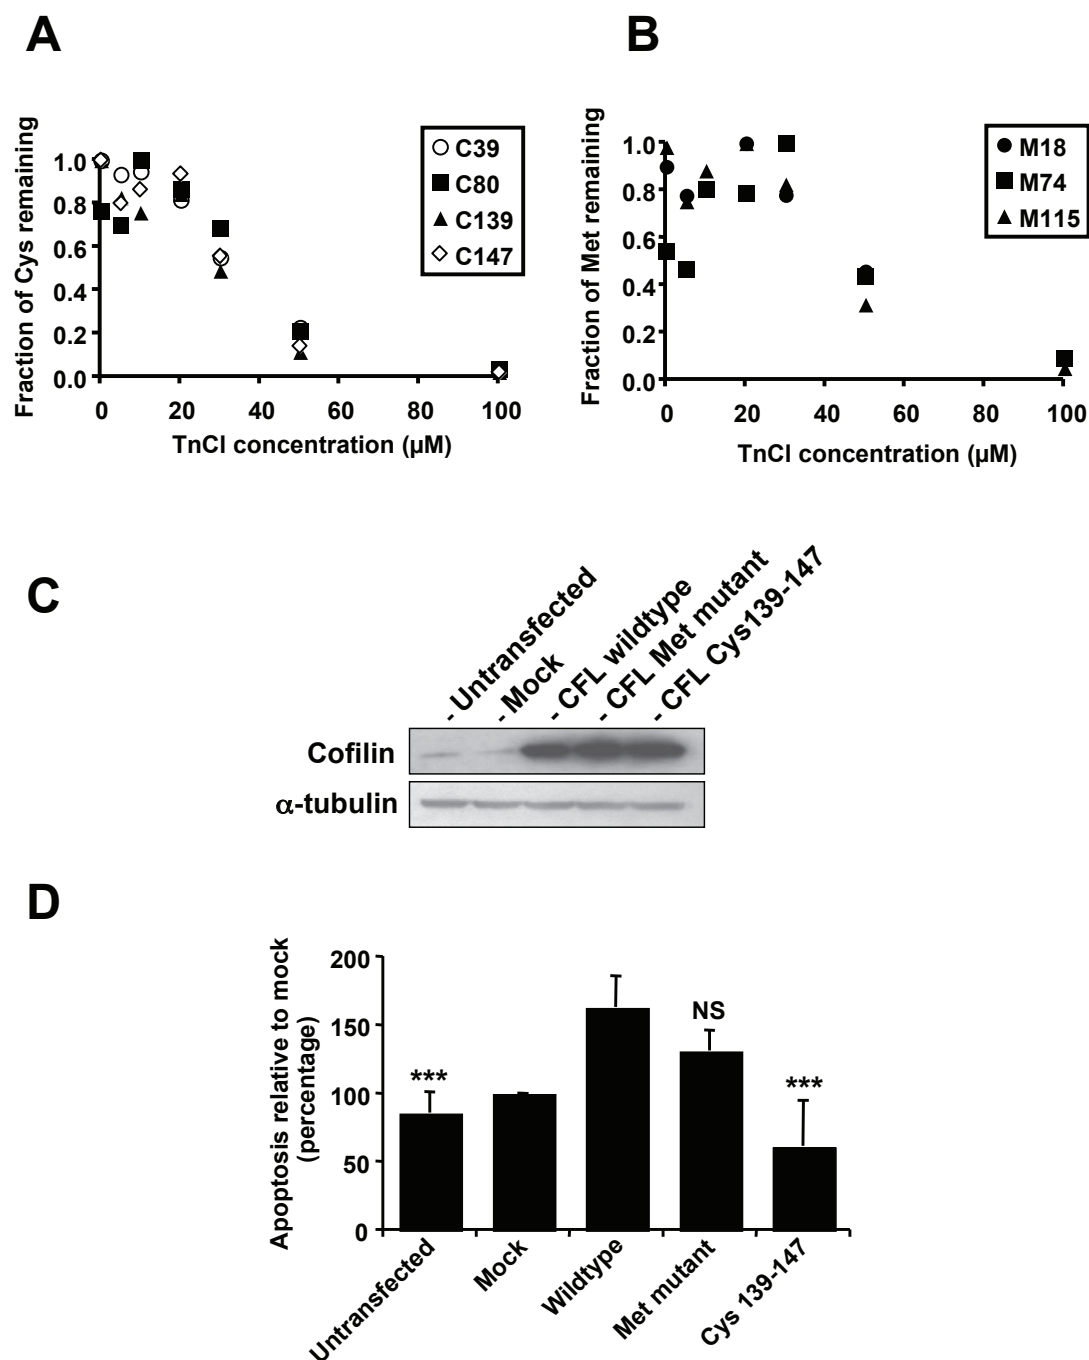 A
B
Fraction of Cys remaining
1.0
0.8
0.6
0.4
0.2
0.0
0 20 40 60 80 100
TnCl concentration (µM)
C39
C80
C139
C147
Fraction of Met remaining
1.0
0.8
0.6
0.4
0.2
0.0
0 20 40 60 80 100
TnCl concentration (µM)
M18
M74
M115
C
- Untransfected
- Mock
- CFL wildtype
- CFL Met mutant
- CFL Cys139-147
Cofilin
α-tubulin
D
Apoptosis relative to mock
(percentage)
200
150
100
50
0
***
NS
***
Untransfected
Mock
Wildtype
Met mutant
Cys 139-147